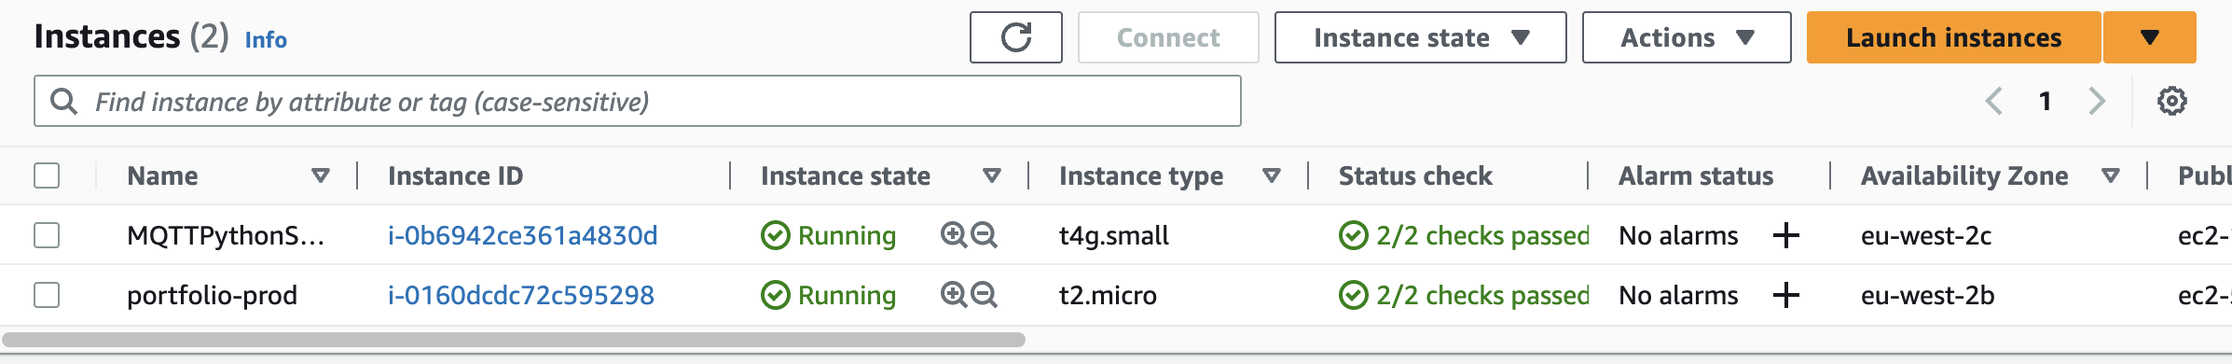 Instances (2) Info Connect Instance state Actions Launch instances
Find instance by attribute or tag (case-sensitive) 1
Name Instance ID Instance state Instance type Status check Alarm status Availability Zone Publ
MQTTPythonS... i-0b6942ce361a4830d Running t4g.small 2/2 checks passed No alarms + eu-west-2c ec2-
portfolio-prod i-0160dcdc72c595298 Running t2.micro 2/2 checks passed No alarms + eu-west-2b ec2-